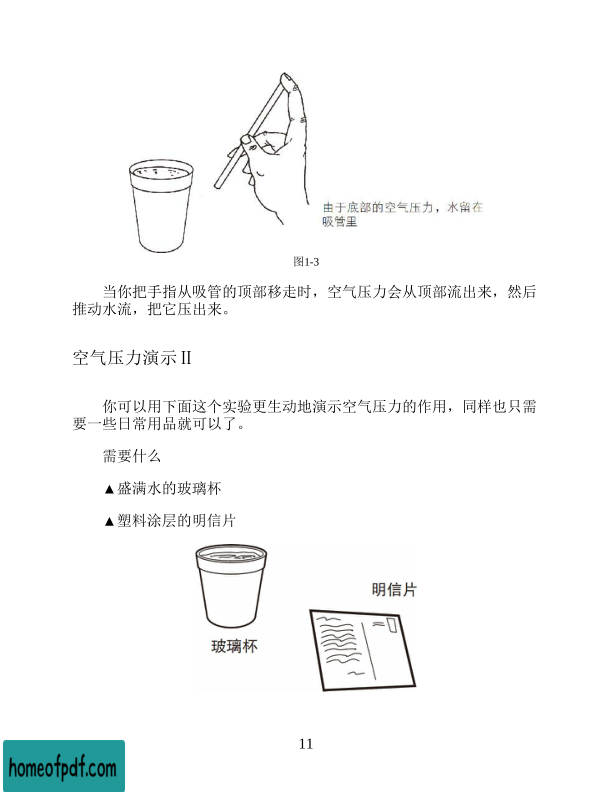 由于底部的空气压力，水留在
吸管里
图1-3
当你把手指从吸管的顶部移走时，空气压力会从顶部流出来，然后
推动水流，把它压出来。
空气压力演示Ⅱ
你可以用下面这个实验更生动地演示空气压力的作用，同样也只需
要一些日常用品就可以了。
需要什么
▲盛满水的玻璃杯
▲塑料涂层的明信片
明信片
玻璃杯
11
homeofpdf.com